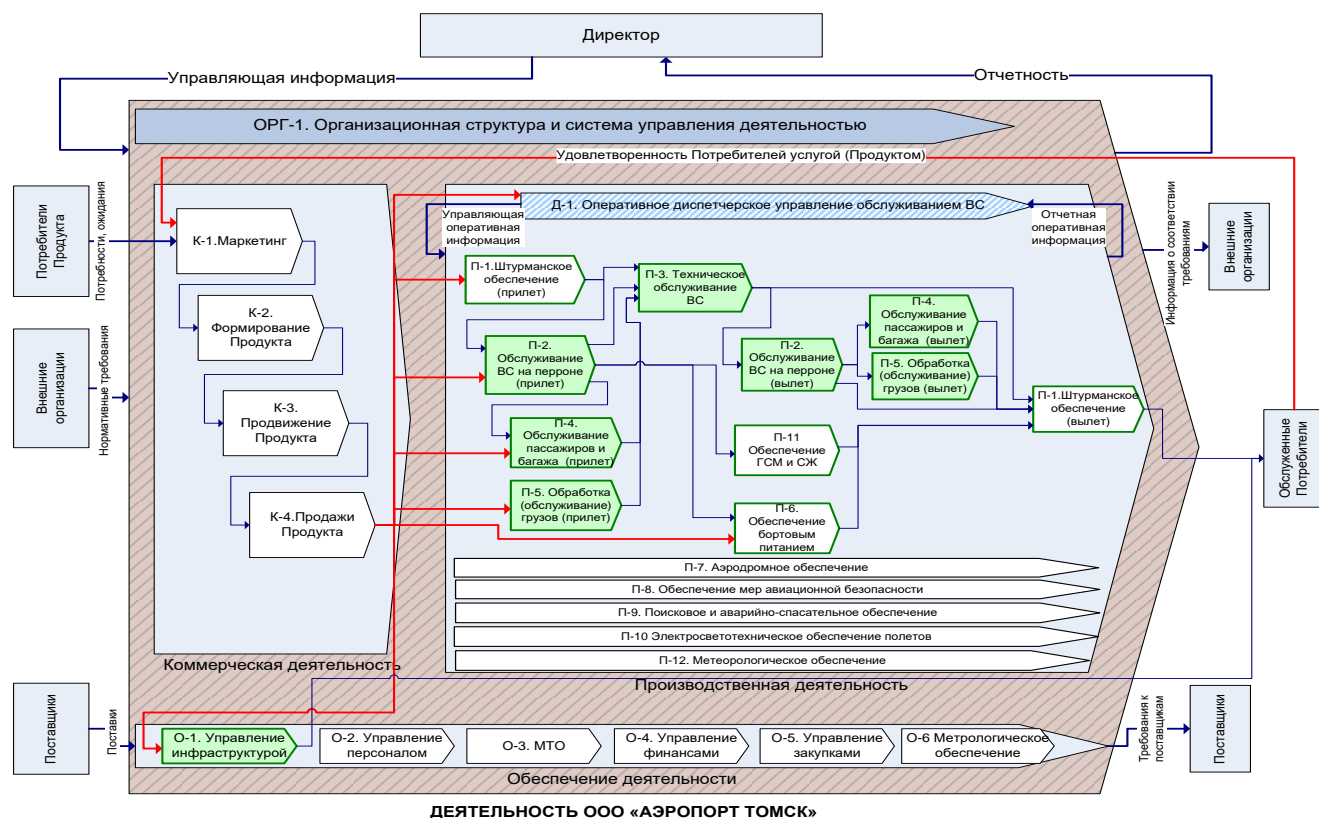 Директор
Управляющая информация
Отчетность
ОРГ-1. Организационная структура и система управления деятельностью
Удовлетворенность Потребителей услугой (Продуктом)
Потребители
Продукта
Потребности, ожидания
Внешние
организации
Нормативные требования
Поставщики
Поставки
К-1.Маркетинг
К-2.
Формирование
Продукта
К-3.
Продвижение
Продукта
К-4.Продажи
Продукта
Коммерческая деятельность
Д-1. Оперативное диспетчерское управление обслуживанием ВС
Управляющая
оперативная
информация
Отчетная
оперативная
информация
П-1.Штурманское
обеспечение
(прилет)
П-3. Техническое
обслуживание
ВС
П-2.
Обслуживание
ВС на перроне
(прилет)
П-4.
Обслуживание
пассажиров и
багажа (прилет)
П-5. Обработка
(обслуживание)
грузов (прилет)
П-2.
Обслуживание
ВС на перроне
(вылет)
П-4.
Обслуживание
пассажиров и
багажа (вылет)
П-5. Обработка
(обслуживание)
грузов (вылет)
П-1.Штурманское
обеспечение
(вылет)
П-11
Обеспечение
ГСМ и СЖ
П-6.
Обеспечение
бортовым
питанием
П-7. Аэродромное обеспечение
П-8. Обеспечение мер авиационной безопасности
П-9. Поисковое и аварийно-спасательное обеспечение
П-10 Электросветотехническое обеспечение полетов
П-12. Метеорологическое обеспечение
Производственная деятельность
Информация о соответствии
требованиям
Внешние
организации
Обслуженные
Потребители
О-1. Управление
инфраструктурой
О-2. Управление
персоналом
О-3. МТО
О-4. Управление
финансами
О-5. Управление
закупками
О-6 Метрологическое
обеспечение
Обеспечение деятельности
Требования к
поставщикам
Поставщики
ДЕЯТЕЛЬНОСТЬ ООО «АЭРОПОРТ ТОМСК»